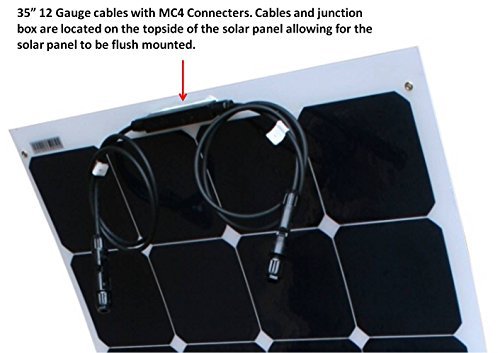 35” 12 Gauge cables with MC4 Connecters. Cables and junction
box are located on the topside of the solar panel allowing for the
solar panel to be flush mounted.